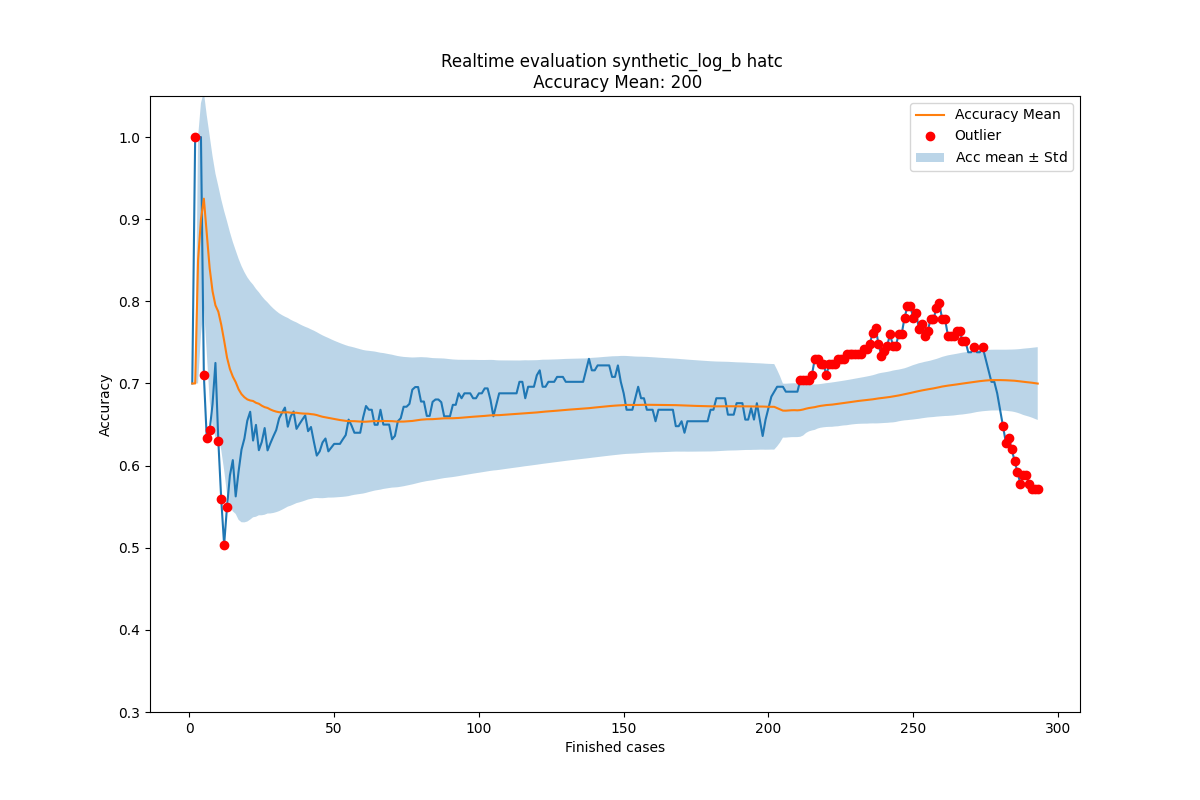 Realtime evaluation synthetic_log_b hatc
Accuracy Mean: 200
Accuracy Mean
Outlier
Acc mean ± Std
1.0
0.9
0.8
0.7
0.6
0.5
0.4
0.3
Accuracy
0
50
100
150
200
250
300
Finished cases